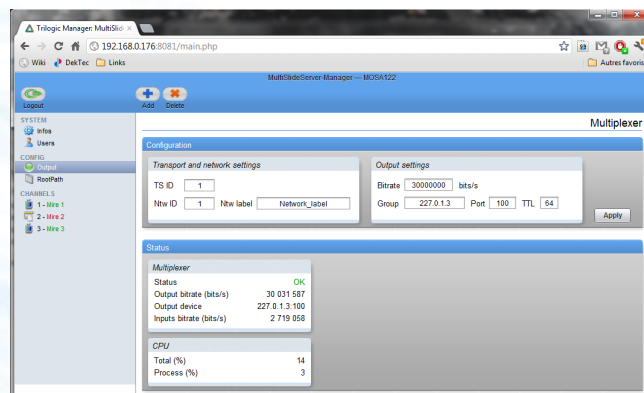 Trilogic Manager: MultiSlide
192.168.0.176:8081/main.php
Wiki DekTec Links Autres favoris
MultiSlideServer-Manager — MOSA122
Logout Add Delete
SYSTEM
Infos
Users
CONFIG
Output
RootPath
CHANNELS
1 - Mire 1
2 - Mire 2
3 - Mire 3
Multiplexer
Configuration
Transport and network settings
TS ID 1
Ntw ID 1 Ntw label Network_label
Output settings
Bitrate 30000000 bits/s
Group 227.0.1.3 Port 100 TTL 64
Apply
Status
Multiplexer
Status OK
Output bitrate (bits/s) 30 031 587
Output device 227.0.1.3:100
Inputs bitrate (bits/s) 2 719 058
CPU
Total (%) 14
Process (%) 3